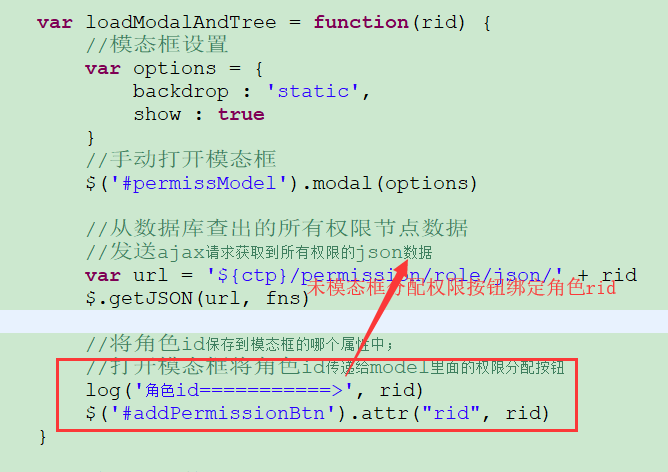 var loadModalAndTree = function(rid) {
//模态框设置
var options = {
backdrop : 'static',
show : true
}
//手动打开模态框
$('#permissModel').modal(options)
//从数据库查出的所有权限节点数据
//发送ajax请求获取到所有权限的json数据
var url = '${ctp}/permission/role/json/' + rid
未模态框分配权限按钮绑定角色rid
$.getJSON(url, fns)
//将角色id保存到模态框的哪个属性中;
//打开模态框将角色id传递给model里面的权限分配按钮
log('角色id===========>', rid)
$('#addPermissionBtn').attr("rid", rid)
}